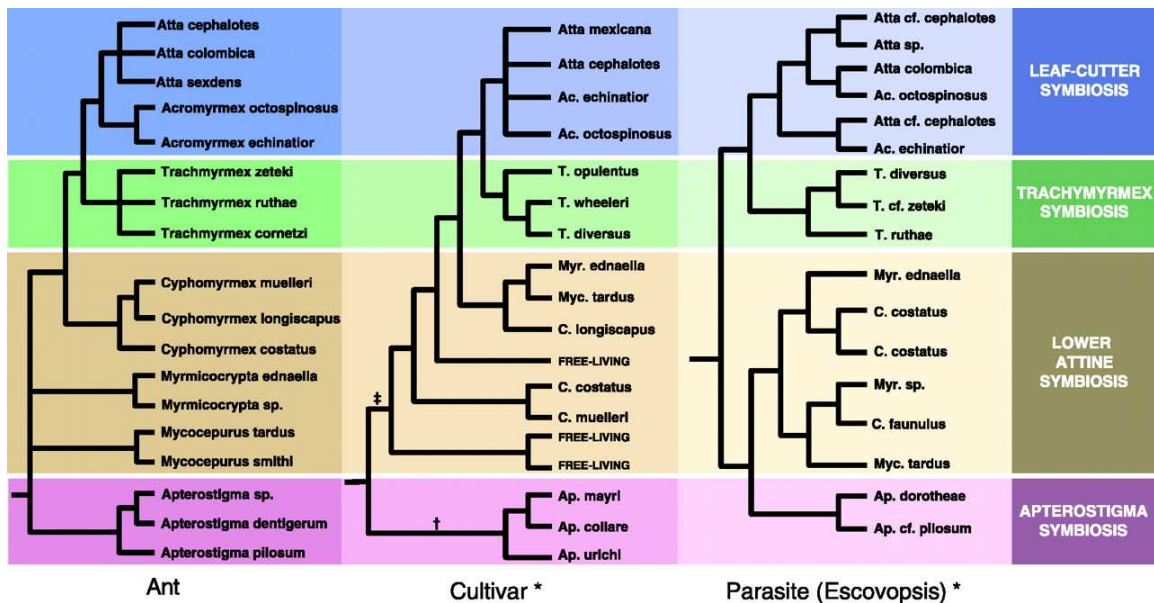 Atta cephalotes
Atta colombica
Atta sexdens
Acromyrmex octospinosus
Acromyrmex echinatior
Trachmyrmex zeteki
Trachmyrmex ruthae
Trachmyrmex cornetzi
Cyphomyrmex muelleri
Cyphomyrmex longiscapus
Cyphomyrmex costatus
Myrmicocrypta ednaella
Myrmicocrypta sp.
Mycocepurus tardus
Mycocepurus smithi
Apterostigma sp.
Apterostigma dentigerum
Apterostigma pilosum
Ant
Atta mexicana
Atta cephalotes
Ac. echinatior
Ac. octospinosus
T. opulentus
T. wheeleri
T. diversus
Myr. ednaella
Myc. tardus
C. longiscapus
FREE-LIVING
C. costatus
C. muelleri
FREE-LIVING
FREE-LIVING
‡
†
Ap. mayri
Ap. collare
Ap. urichi
Cultivar *
Atta cf. cephalotes
Atta sp.
Atta colombica
Ac. octospinosus
Atta cf. cephalotes
Ac. echinatior
T. diversus
T. cf. zeteki
T. ruthae
Myr. ednaella
C. costatus
C. costatus
Myr. sp.
C. faunulus
Myc. tardus
Ap. dorotheae
Ap. cf. pilosum
Parasite (Escovopsis) *
LEAF-CUTTER
SYMBIOSIS
TRACHYMYRMEX
SYMBIOSIS
LOWER
ATTINE
SYMBIOSIS
APTEROSTIGMA
SYMBIOSIS